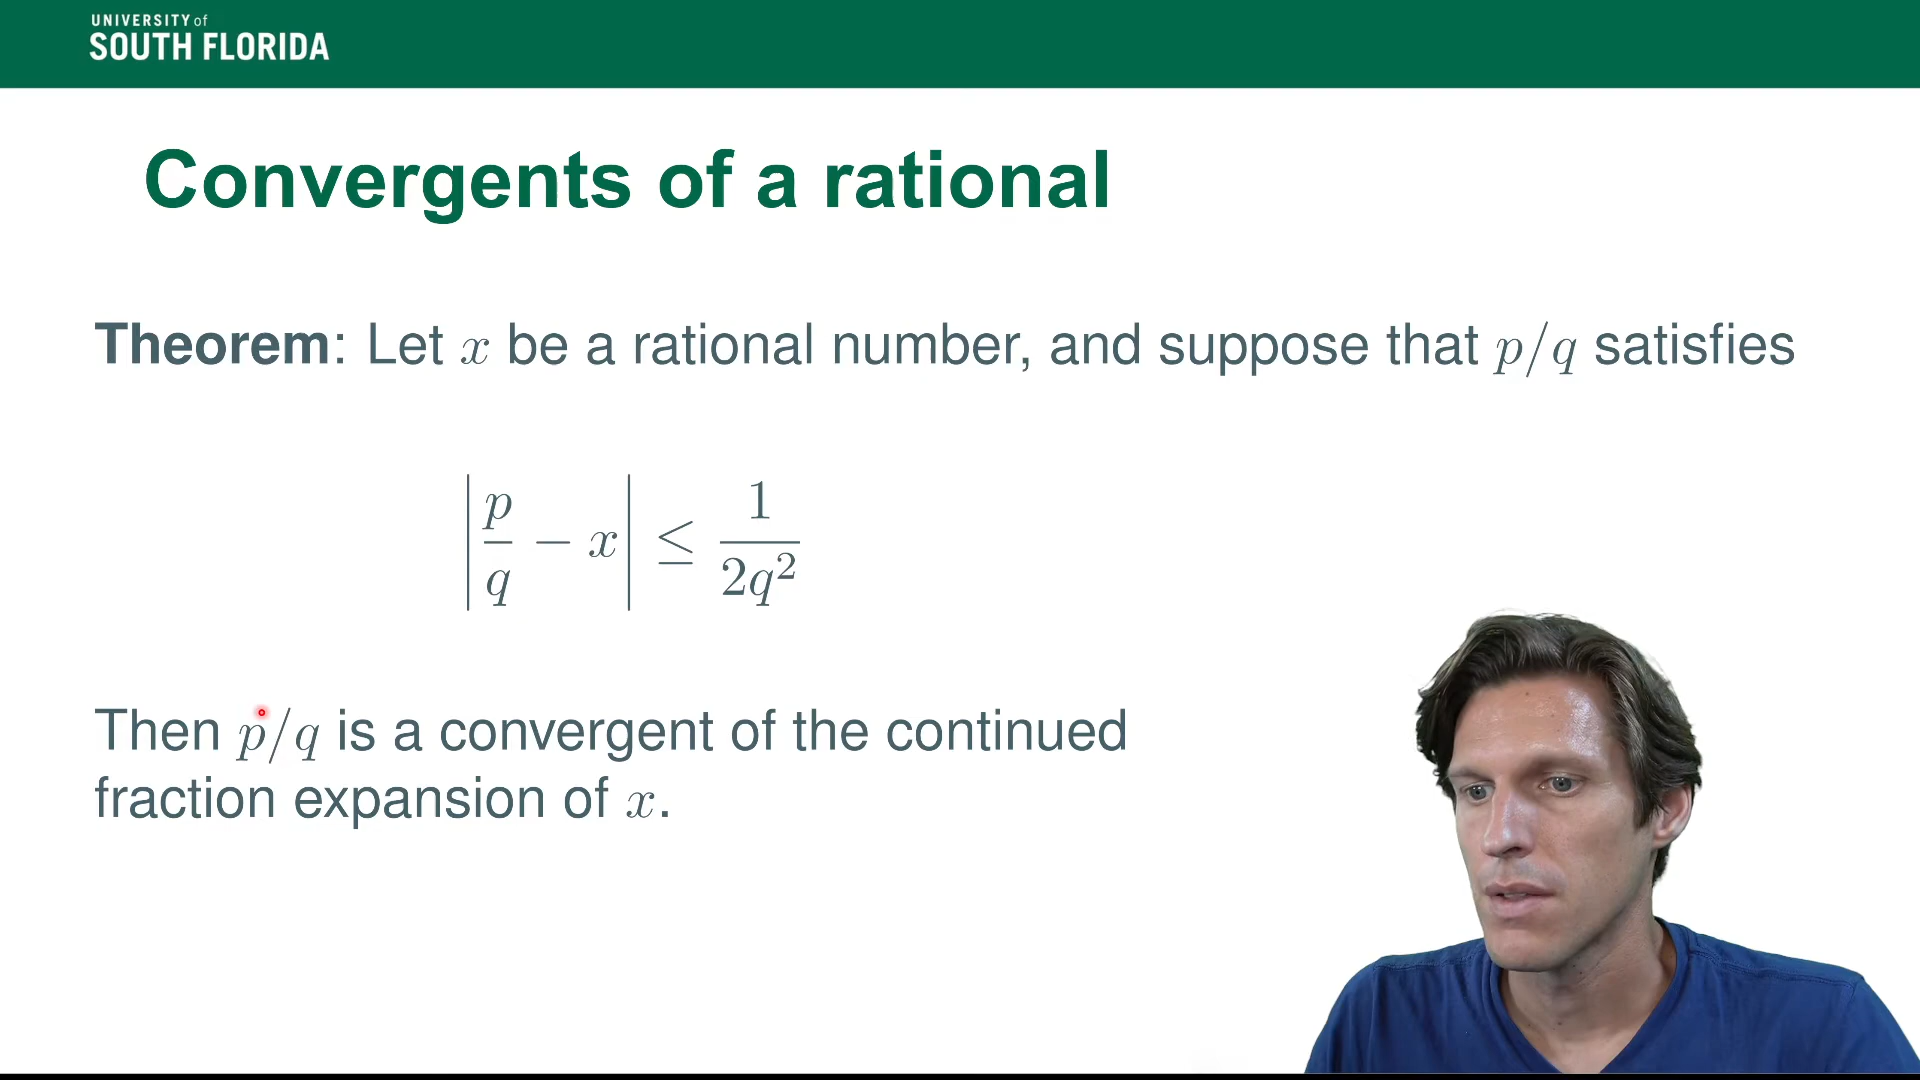 UNIVERSITY of
SOUTH FLORIDA
Convergents of a rational
Theorem: Let x be a rational number, and suppose that p/q satisfies
|p/q − x| ≤ 1/2q²
Then p/q is a convergent of the continued
fraction expansion of x.